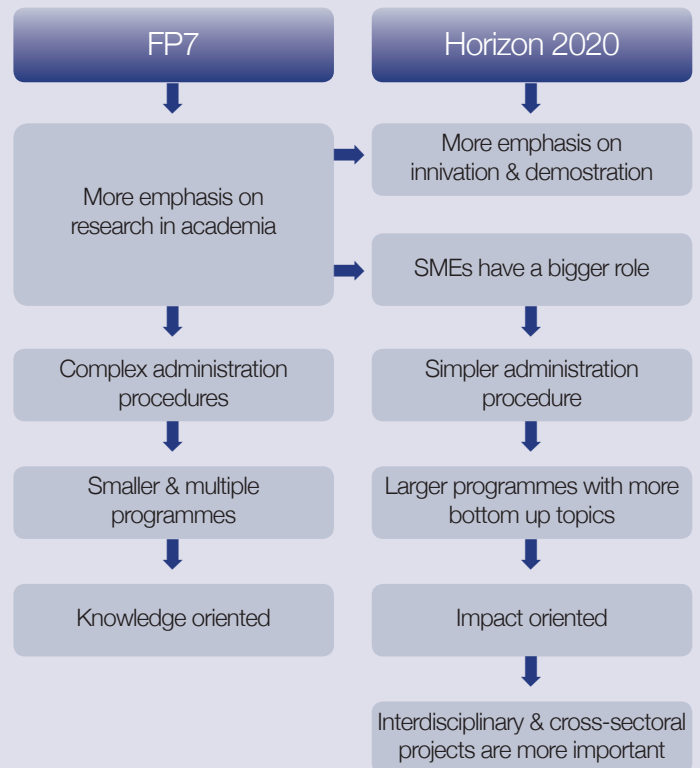 FP7
Horizon 2020
More emphasis on
research in academia
More emphasis on
innivation & demostration
SMEs have a bigger role
Complex administration
procedures
Simpler administration
procedure
Smaller & multiple
programmes
Larger programmes with more
bottom up topics
Knowledge oriented
Impact oriented
Interdisciplinary & cross-sectoral
projects are more important